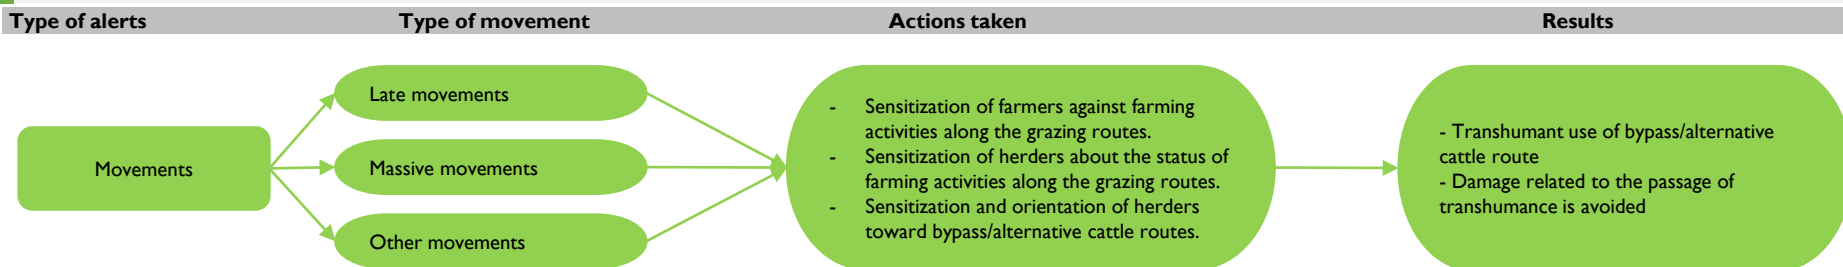 Type of alerts
Type of movement
Actions taken
Results
Movements
Late movements
Massive movements
Other movements
- Sensitization of farmers against farming
activities along the grazing routes.
- Sensitization of herders about the status of
farming activities along the grazing routes.
- Sensitization and orientation of herders
toward bypass/alternative cattle routes.
- Transhumant use of bypass/alternative
cattle route
- Damage related to the passage of
transhumance is avoided